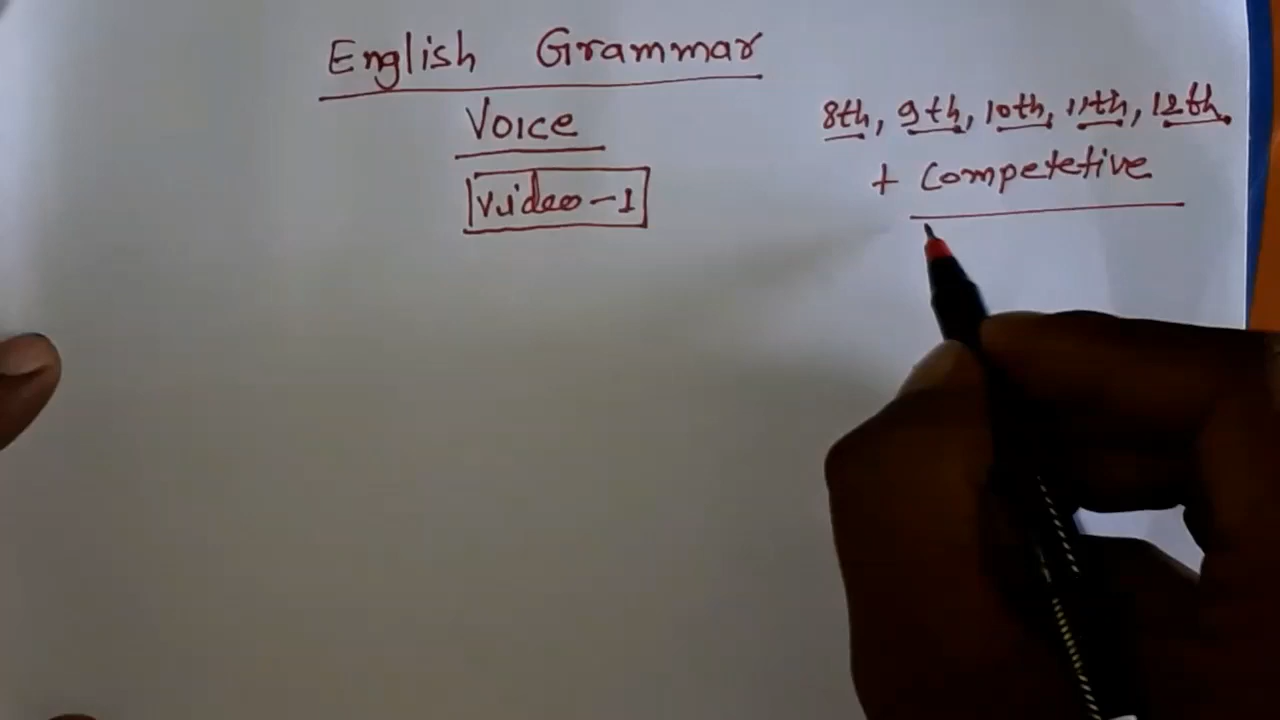 English Grammar
Voice
Video-1
8th, 9th, 10th, 11th, 12th
+ Competetive